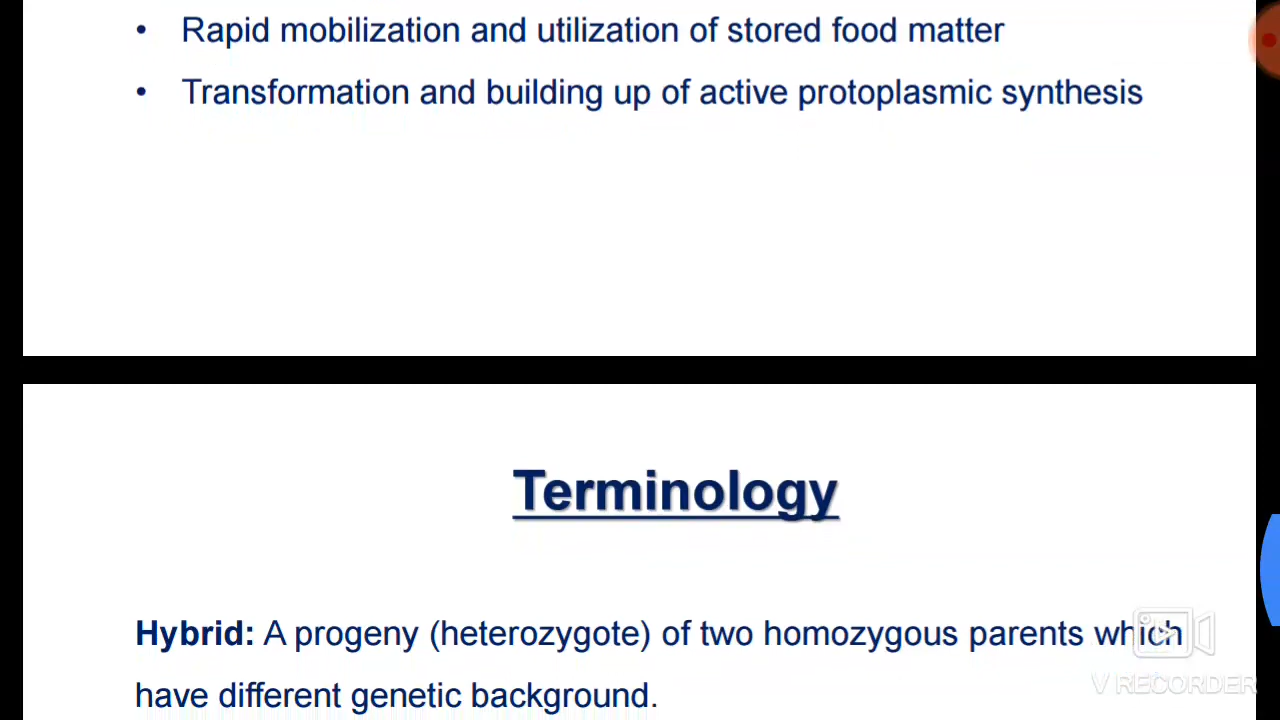 • Rapid mobilization and utilization of stored food matter
• Transformation and building up of active protoplasmic synthesis
Terminology
Hybrid: A progeny (heterozygote) of two homozygous parents which
have different genetic background.
V RECORDER